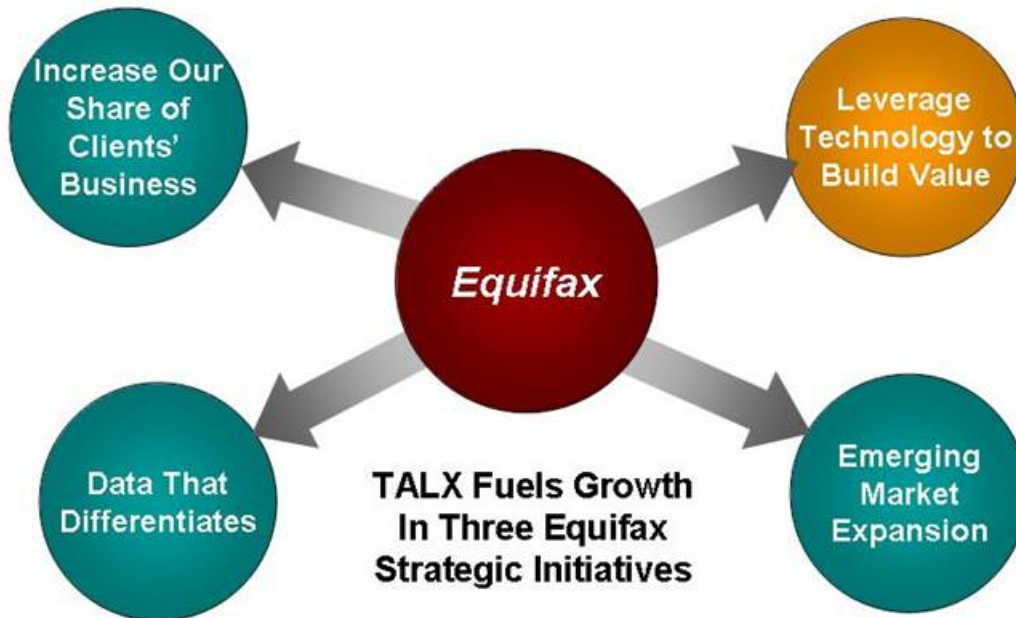 Increase Our
Share of
Clients'
Business
Leverage
Technology to
Build Value
Equifax
Data That
Differentiates
TALX Fuels Growth
In Three Equifax
Strategic Initiatives
Emerging
Market
Expansion